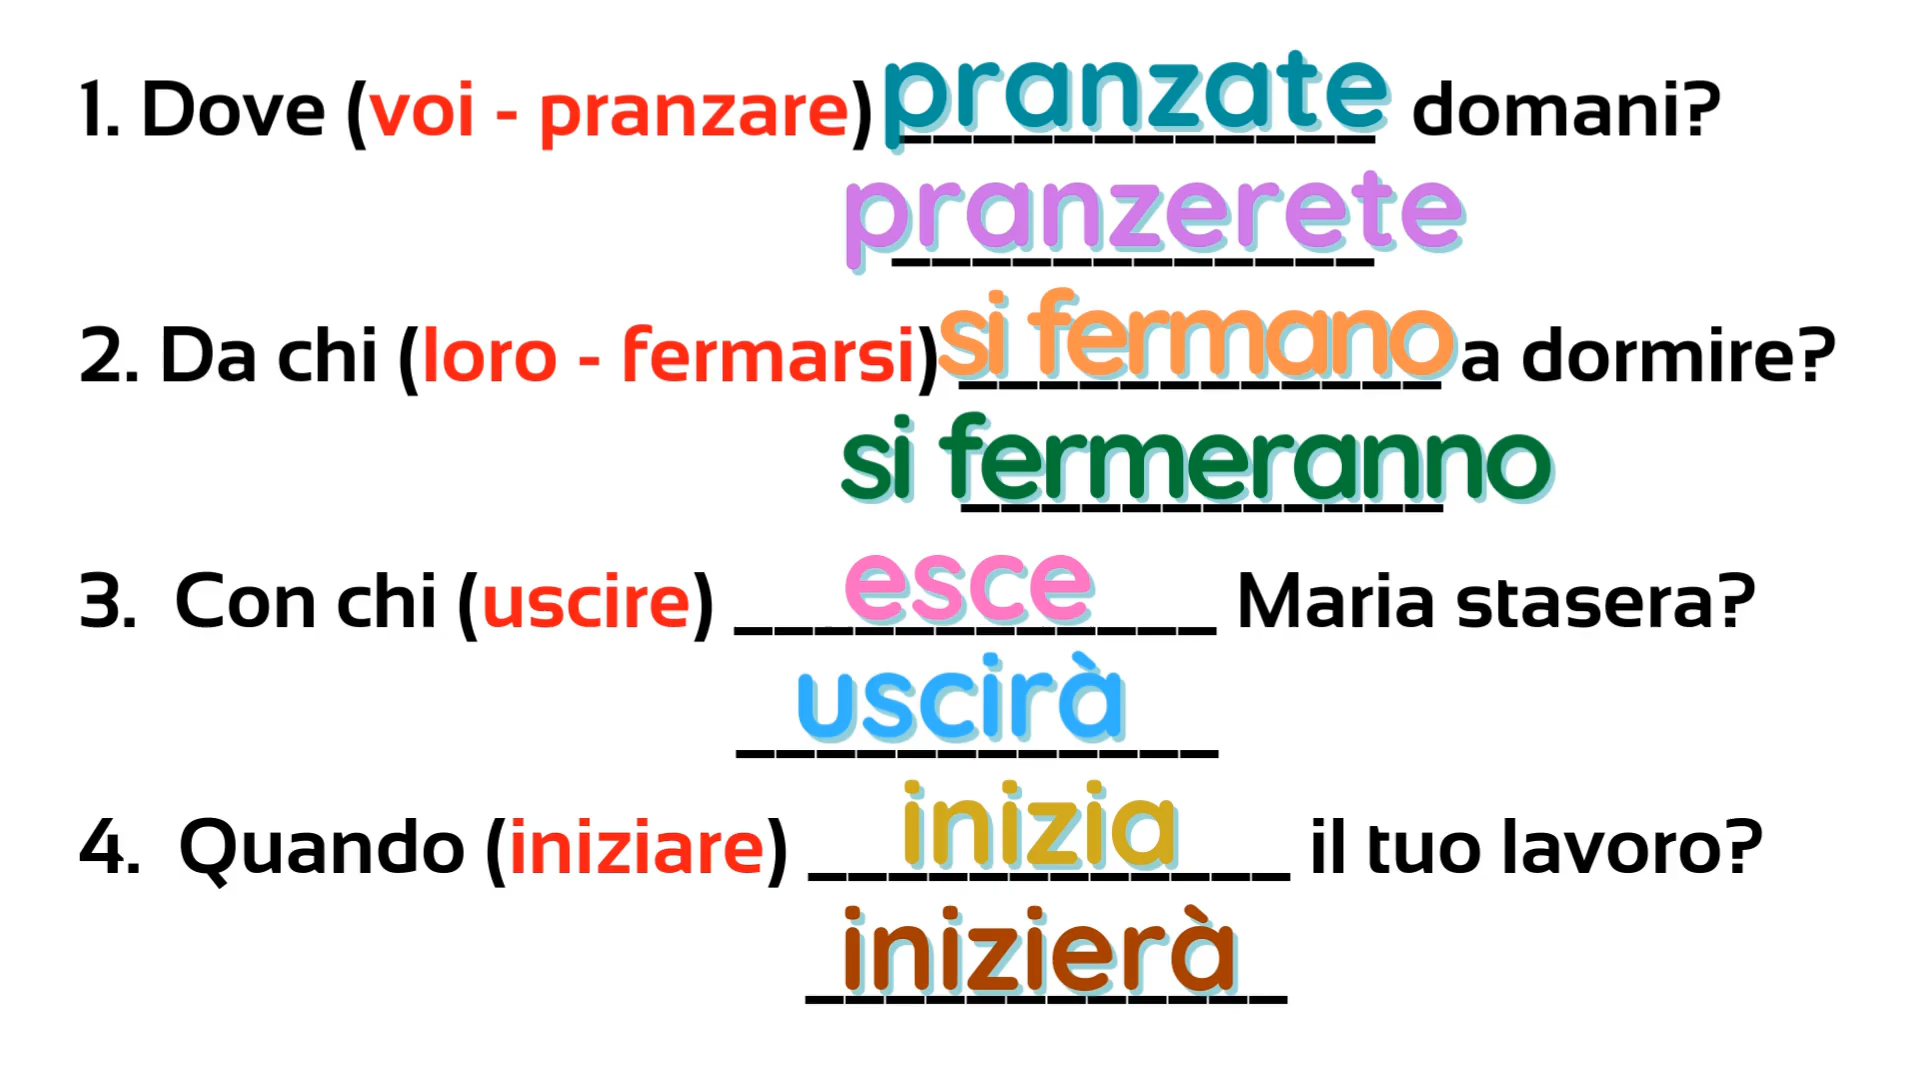 1. Dove (voi - pranzare) pranzate domani?
pranzerete
2. Da chi (loro - fermarsi) si fermano a dormire?
si fermeranno
3. Con chi (uscire) esce Maria stasera?
uscirà
4. Quando (iniziare) inizia il tuo lavoro?
inizierà